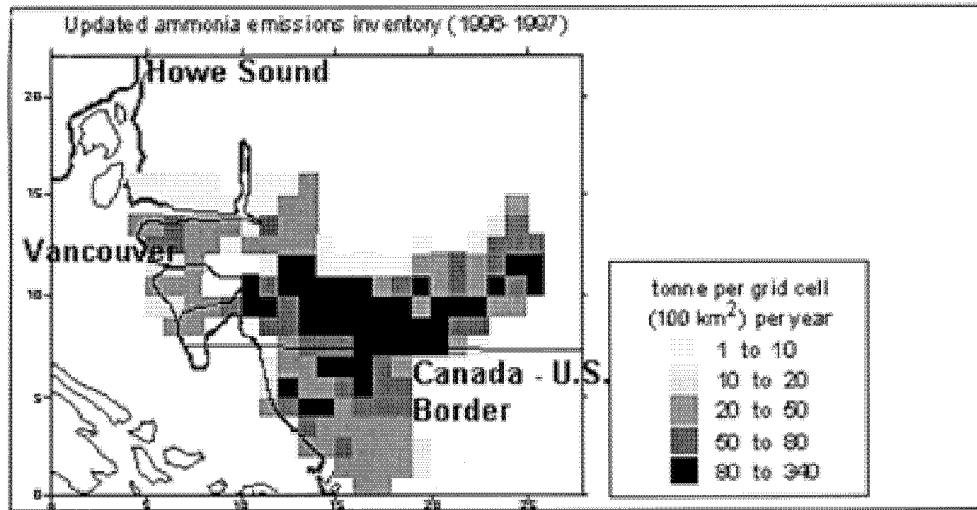 Updated ammonia emissions inventory (1996-1997)
Howe Sound
20
15
Vancouver
10
tonne per grid cell
(100 km²) per year
1 to 10
Canada - U.S.
10 to 20
Border
5
20 to 50
50 to 80
80 to 340
0
0 5 10 15 20 25